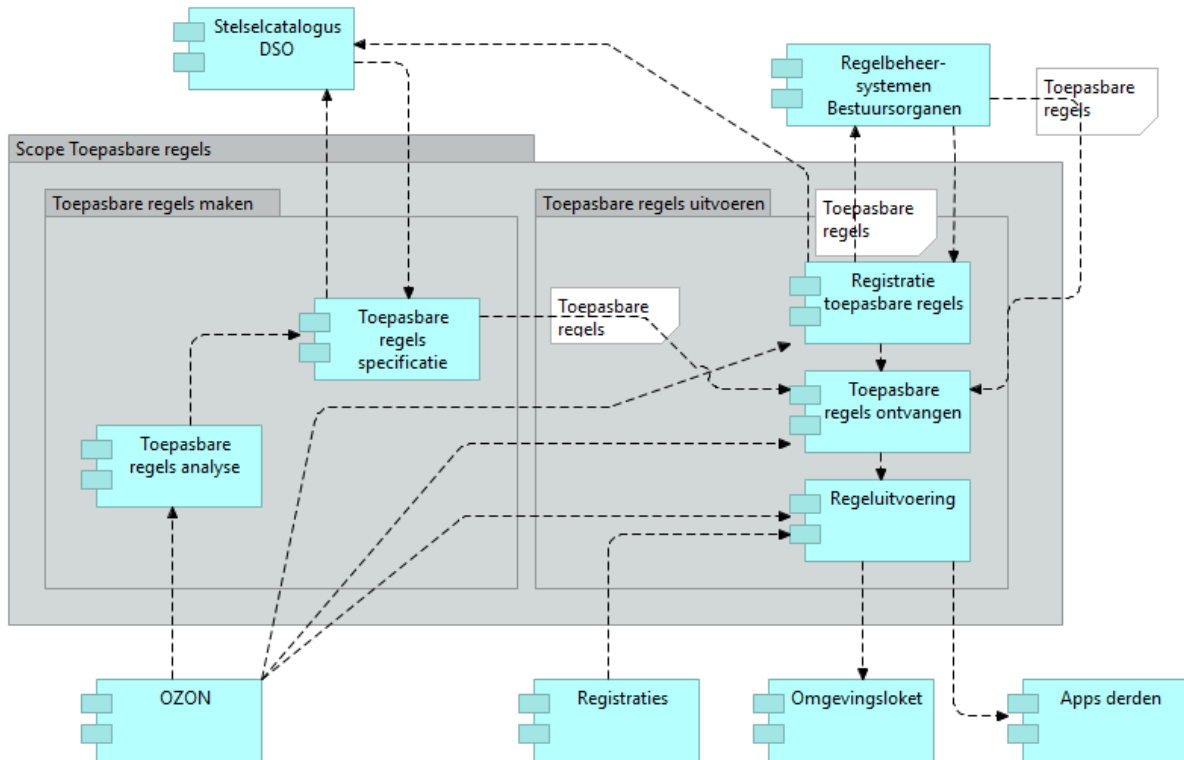 Stelselcatalogus
DSO
Regelbeheer-
systemen
Bestuursorganen
Toepasbare
regels
Scope Toepasbare regels
Toepasbare regels maken
Toepasbare regels uitvoeren
Toepasbare
regels
Registratie
toepasbare regels
Toepasbare
regels
specificatie
Toepasbare
regels
Toepasbare
regels ontvangen
Toepasbare
regels analyse
Regeluitvoering
OZON
Registraties
Omgevingsloket
Apps derden